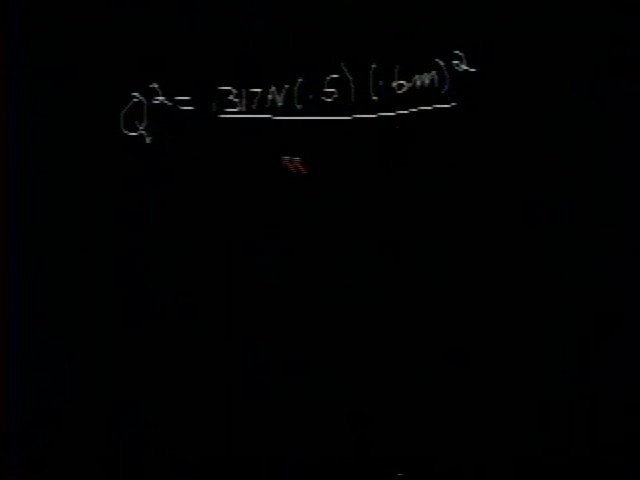 Q² = .317N(.5)(.6m)²